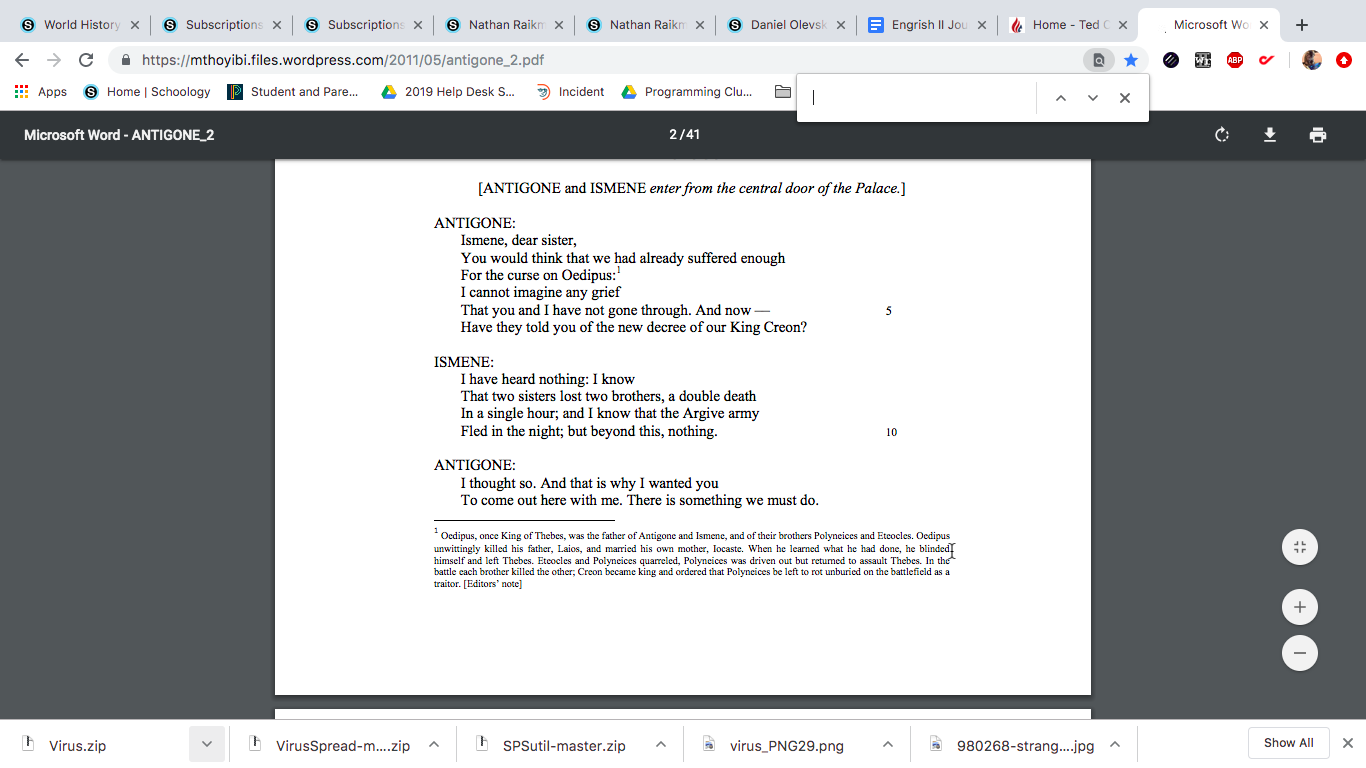 World History
Subscriptions
Subscriptions
Nathan Raikm
Nathan Raikm
Daniel Olevsk
Engrish II Jou
Home - Ted C
Microsoft Wo
https://mthoyibi.files.wordpress.com/2011/05/antigone_2.pdf
ABP
Apps
Home | Schoology
Student and Pare...
2019 Help Desk S...
Incident
Programming Clu...
Microsoft Word - ANTIGONE_2
2 / 41
[ANTIGONE and ISMENE enter from the central door of the Palace.]
ANTIGONE:
Ismene, dear sister,
You would think that we had already suffered enough
For the curse on Oedipus:1
I cannot imagine any grief
That you and I have not gone through. And now — 5
Have they told you of the new decree of our King Creon?
ISMENE:
I have heard nothing: I know
That two sisters lost two brothers, a double death
In a single hour; and I know that the Argive army
Fled in the night; but beyond this, nothing. 10
ANTIGONE:
I thought so. And that is why I wanted you
To come out here with me. There is something we must do.
1 Oedipus, once King of Thebes, was the father of Antigone and Ismene, and of their brothers Polyneices and Eteocles. Oedipus
unwittingly killed his father, Laios, and married his own mother, Iocaste. When he learned what he had done, he blinded
himself and left Thebes. Eteocles and Polyneices quarreled, Polyneices was driven out but returned to assault Thebes. In the
battle each brother killed the other; Creon became king and ordered that Polyneices be left to rot unburied on the battlefield as a
traitor. [Editors' note]
Virus.zip
VirusSpread-m....zip
SPSutil-master.zip
virus_PNG29.png
980268-strang....jpg
Show All